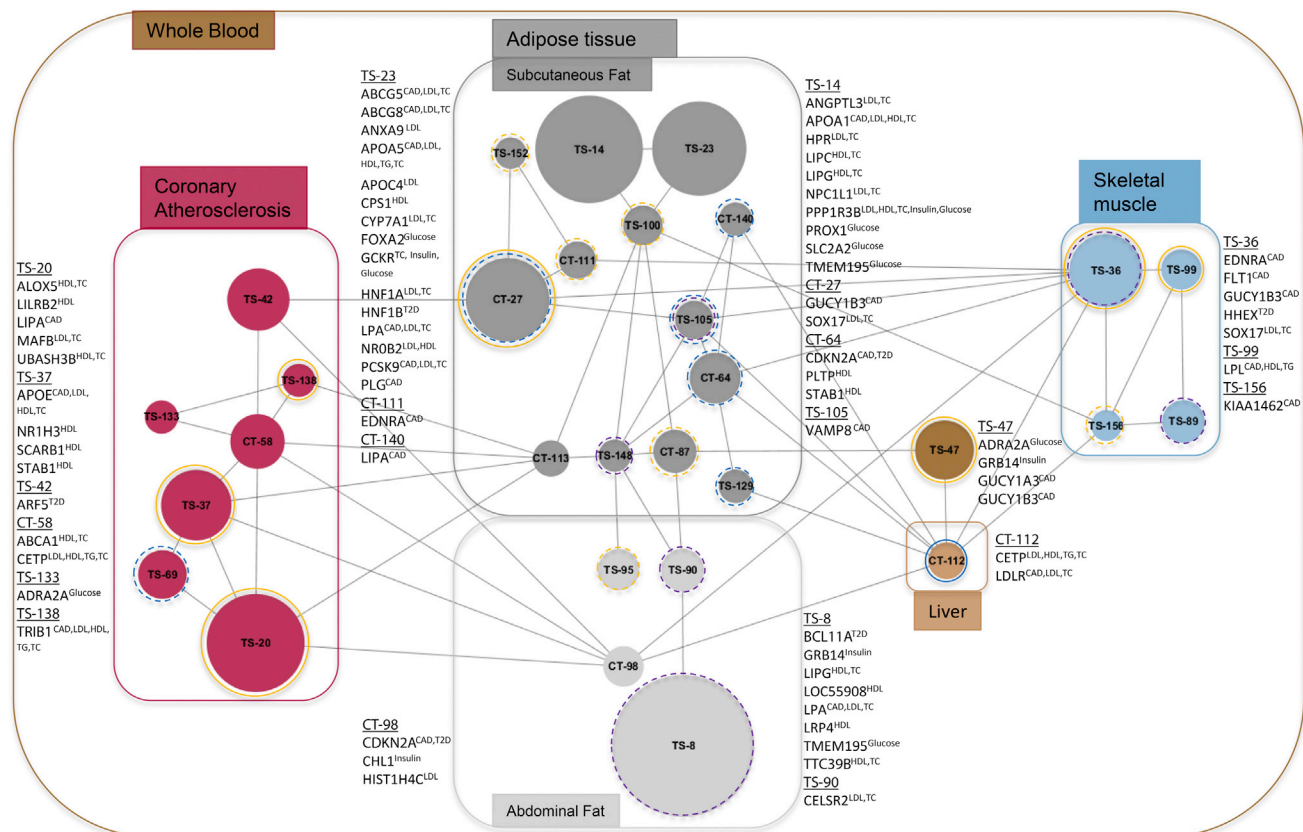 Whole Blood
Adipose tissue
Subcutaneous Fat
Coronary
Atherosclerosis
Skeletal
muscle
Liver
Abdominal Fat
TS-20
ALOX5HDL,TC
LILRB2HDL
LIPACAD
MAFBLDL,TC
UBASH3BHDL,TC
TS-37
APOECAD,LDL,
HDL,TC
NR1H3HDL
SCARB1HDL
STAB1HDL
TS-42
ARF5T2D
CT-58
ABCA1HDL,TC
CETPLDL,HDL,TG,TC
TS-133
ADRA2AGlucose
TS-138
TRIB1CAD,LDL,HDL,
TG,TC
TS-42
TS-138
TS-133
CT-58
TS-37
TS-69
TS-20
TS-23
ABCG5CAD,LDL,TC
ABCG8CAD,LDL,TC
ANXA9LDL
APOA5CAD,LDL,
HDL,TG,TC
APOC4LDL
CPS1HDL
CYP7A1LDL,TC
FOXA2Glucose
GCKRTC, Insulin,
Glucose
HNF1ALDL,TC
HNF1BT2D
LPACAD,LDL,TC
NR0B2LDL,HDL
PCSK9CAD,LDL,TC
PLGCAD
CT-111
EDNRACAD
CT-140
LIPACAD
TS-152
TS-14
TS-23
TS-100
CT-140
CT-111
CT-27
TS-105
CT-64
CT-113
TS-148
CT-87
TS-129
TS-95
TS-90
CT-98
TS-8
CT-98
CDKN2ACAD,T2D
CHL1Insulin
HIST1H4CLDL
TS-14
ANGPTL3LDL,TC
APOA1CAD,LDL,HDL,TC
HPRLDL,TC
LIPCHDL,TC
LIPGHDL,TC
NPC1L1LDL,TC
PPP1R3BLDL,HDL,TC,Insulin,Glucose
PROX1Glucose
SLC2A2Glucose
TMEM195Glucose
CT-27
GUCY1B3CAD
SOX17LDL,TC
CT-64
CDKN2ACAD,T2D
PLTPHDL
STAB1HDL
TS-105
VAMP8CAD
TS-8
BCL11AT2D
GRB14Insulin
LIPGHDL,TC
LOC55908HDL
LPACAD,LDL,TC
LRP4HDL
TMEM195Glucose
TTC39BHDL,TC
TS-90
CELSR2LDL,TC
TS-47
TS-47
ADRA2AGlucose
GRB14Insulin
GUCY1A3CAD
GUCY1B3CAD
CT-112
CT-112
CETPLDL,HDL,TG,TC
LDLRCAD,LDL,TC
TS-36
TS-99
TS-156
TS-89
TS-36
EDNRACAD
FLT1CAD
GUCY1B3CAD
HHEXT2D
SOX17LDL,TC
TS-99
LPLCAD,HDL,TG
TS-156
KIAA1462CAD